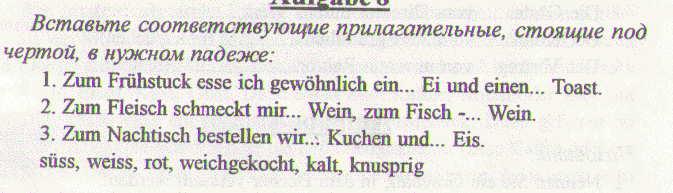 Aufgabe 8
Вставьте соответствующие прилагательные, стоящие под
чертой, в нужном падеже:
1. Zum Frühstuck esse ich gewöhnlich ein... Ei und einen... Toast.
2. Zum Fleisch schmeckt mir... Wein, zum Fisch -... Wein.
3. Zum Nachtisch bestellen wir... Kuchen und... Eis.
süss, weiss, rot, weichgekocht, kalt, knusprig